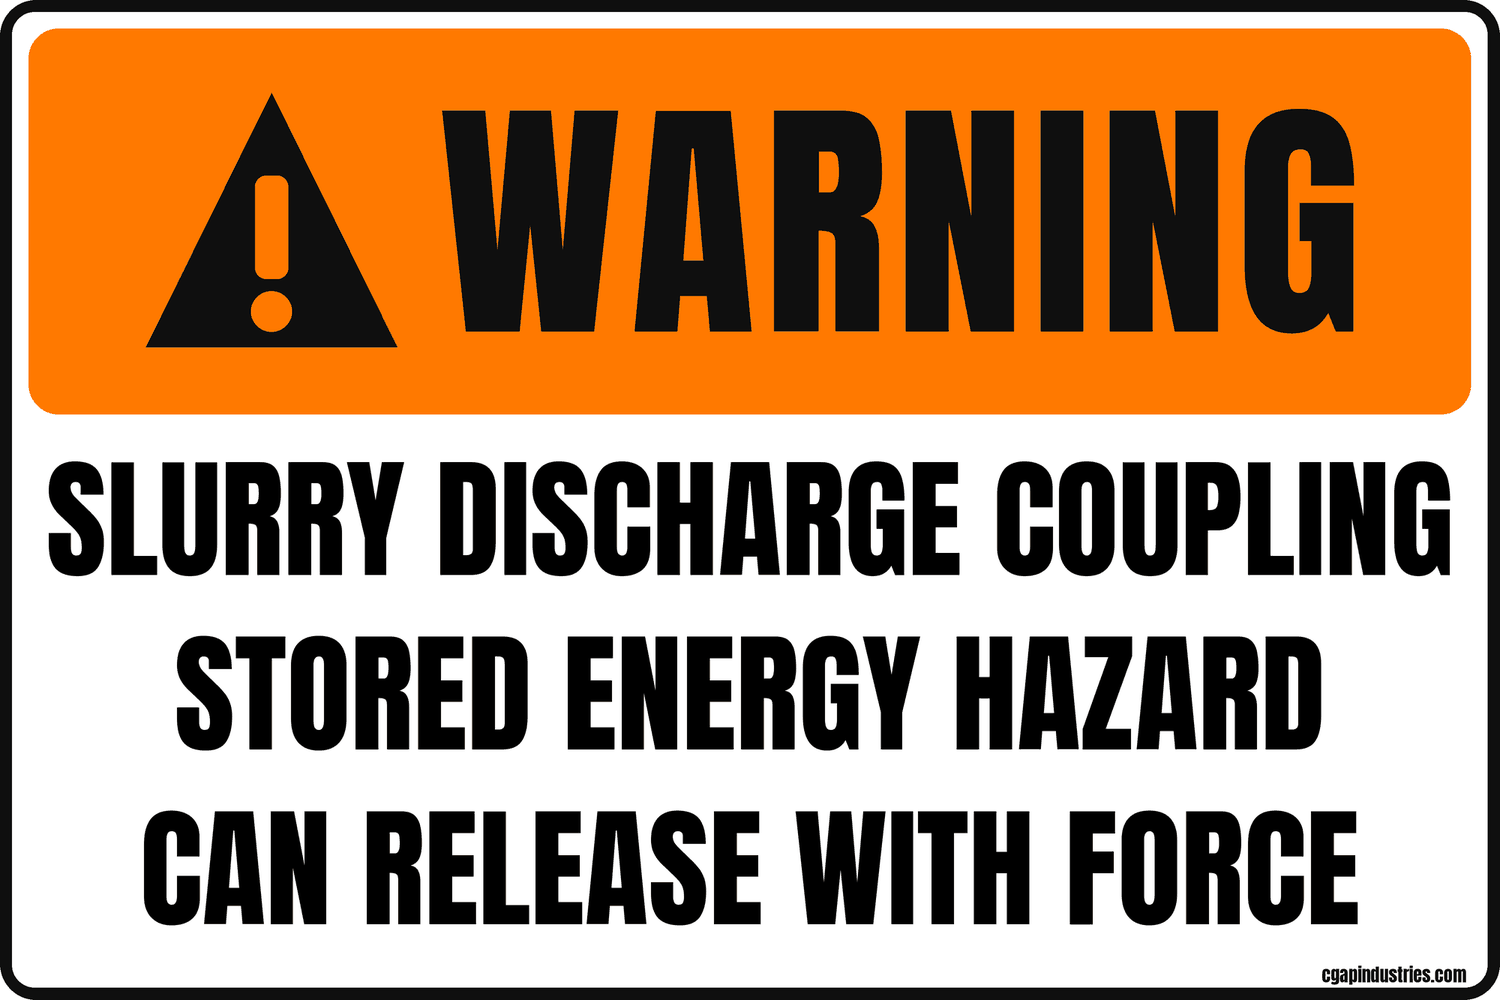 WARNING
SLURRY DISCHARGE COUPLING
STORED ENERGY HAZARD
CAN RELEASE WITH FORCE
cgapindustries.com